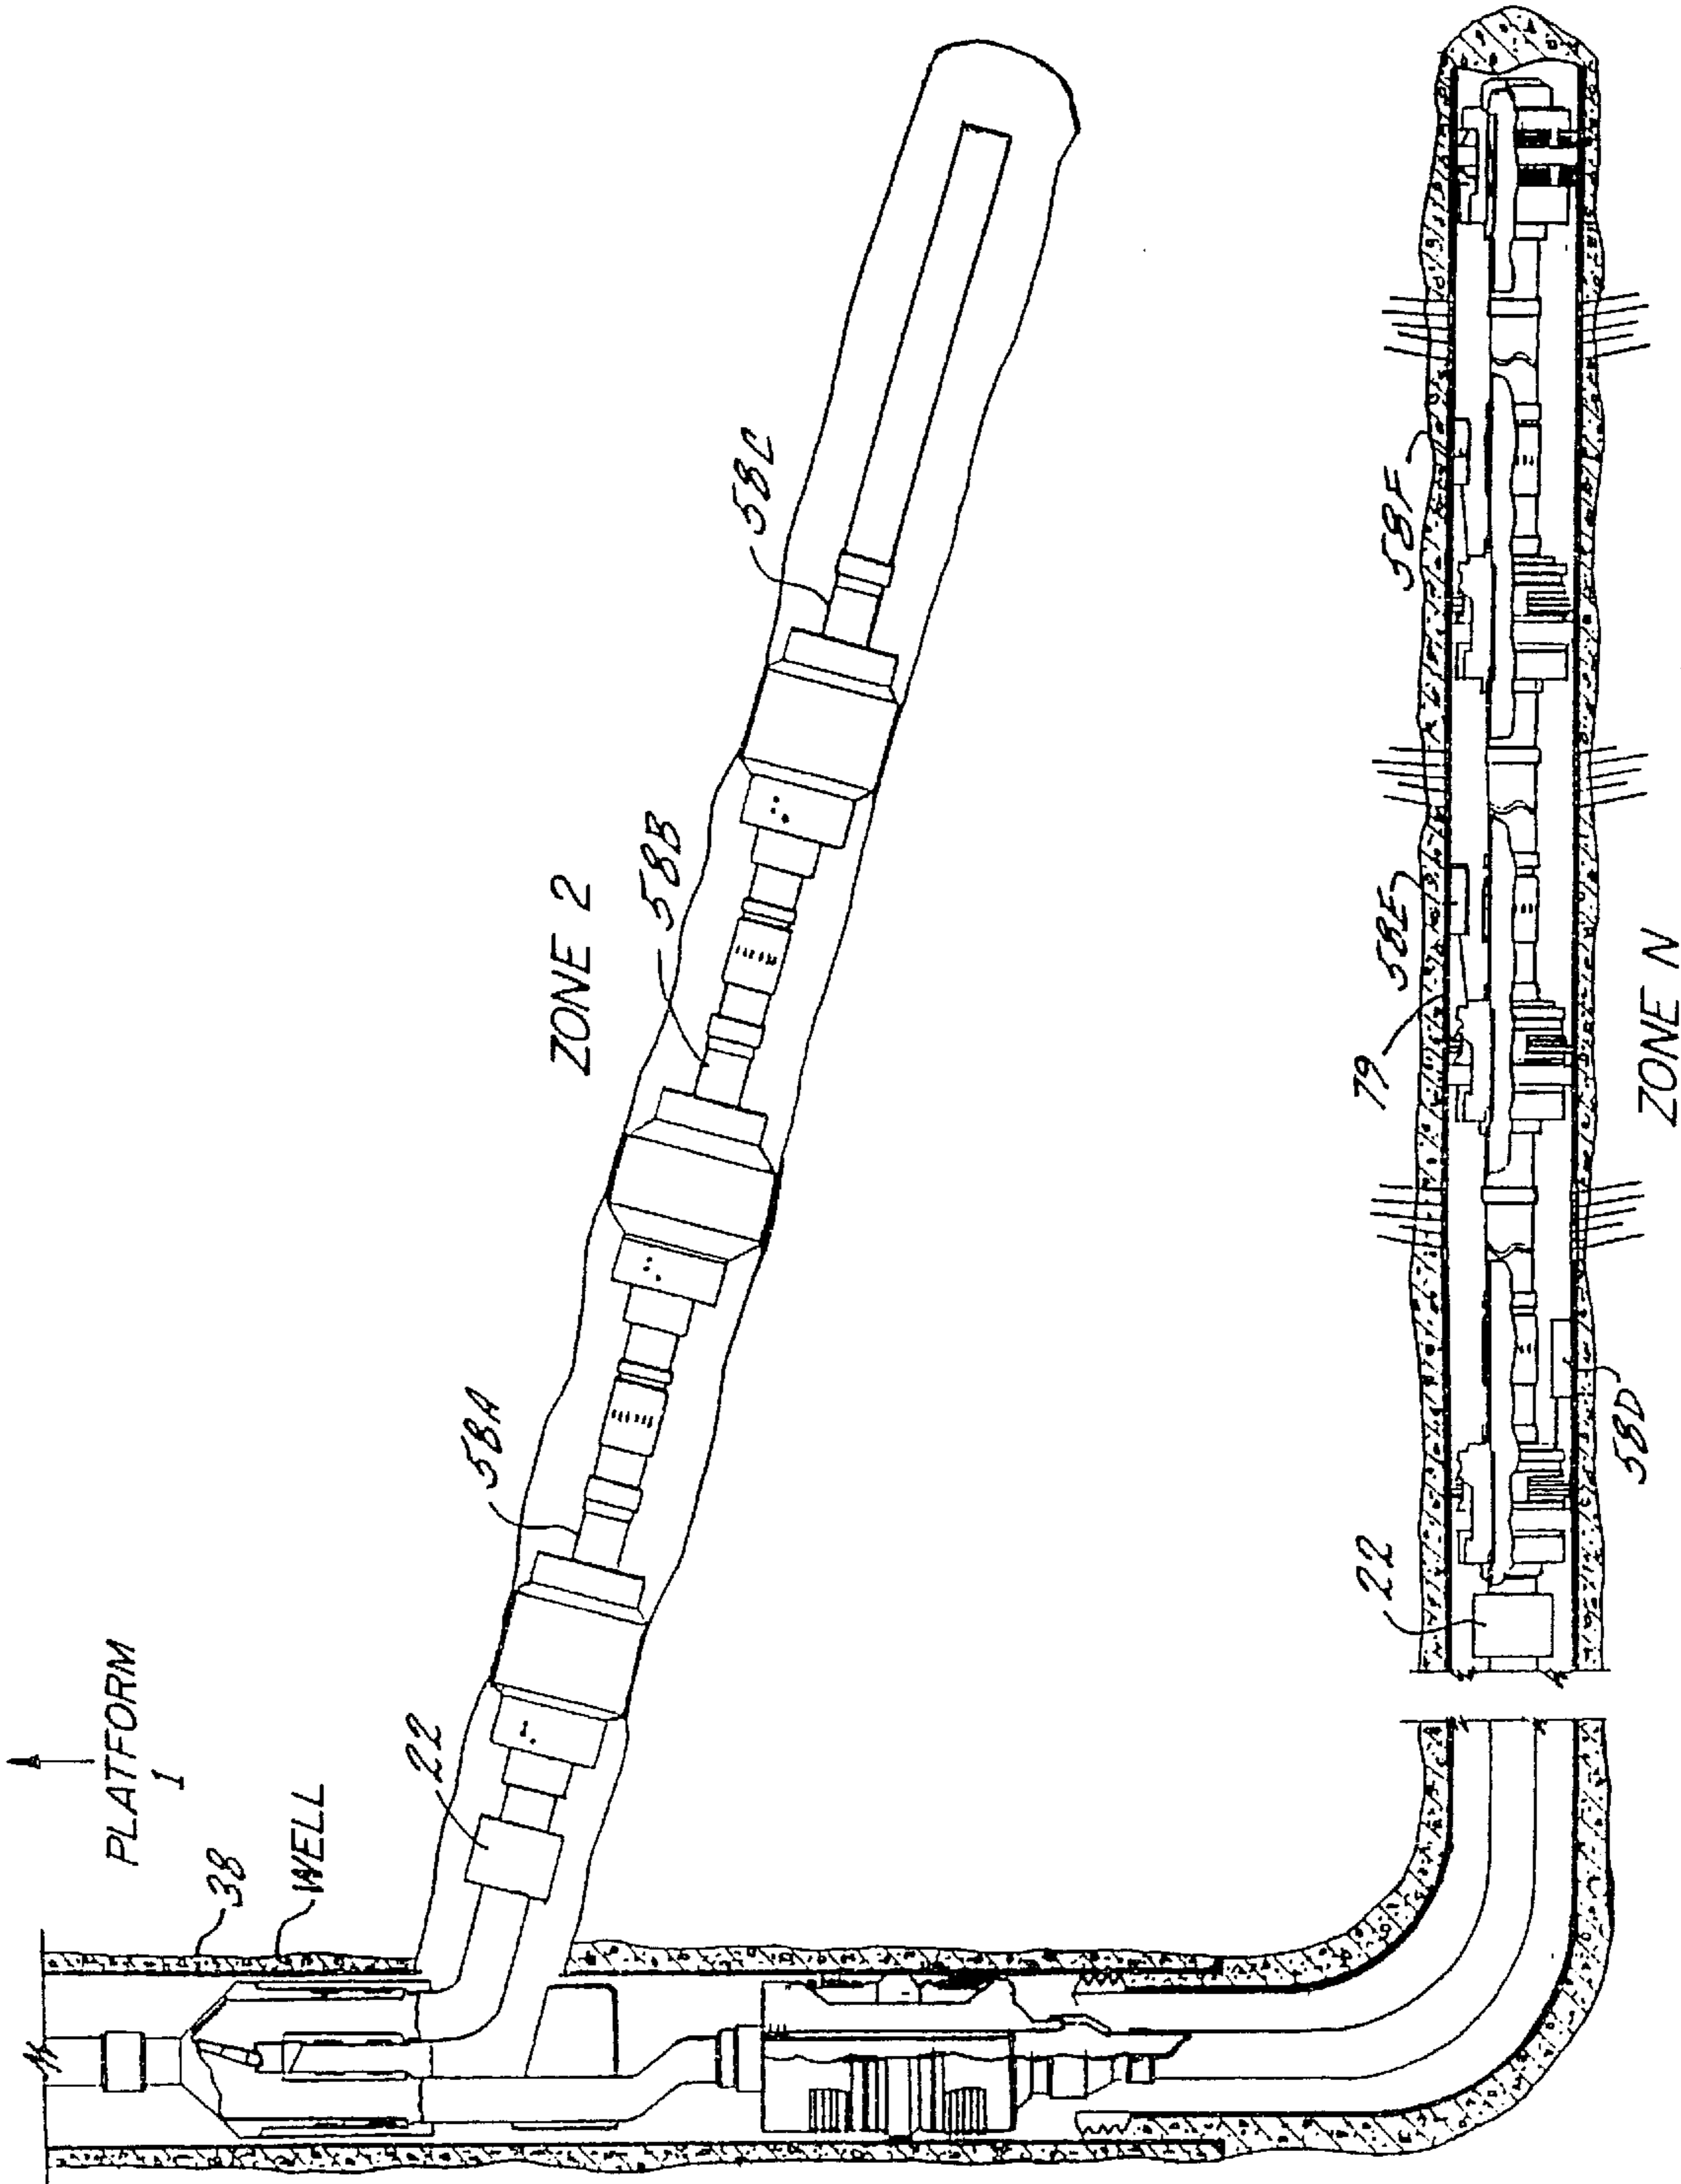 PLATFORM
1
38
WELL
22
58A
ZONE 2
58B
58C
22
58D
79
58E
58F
ZONE N